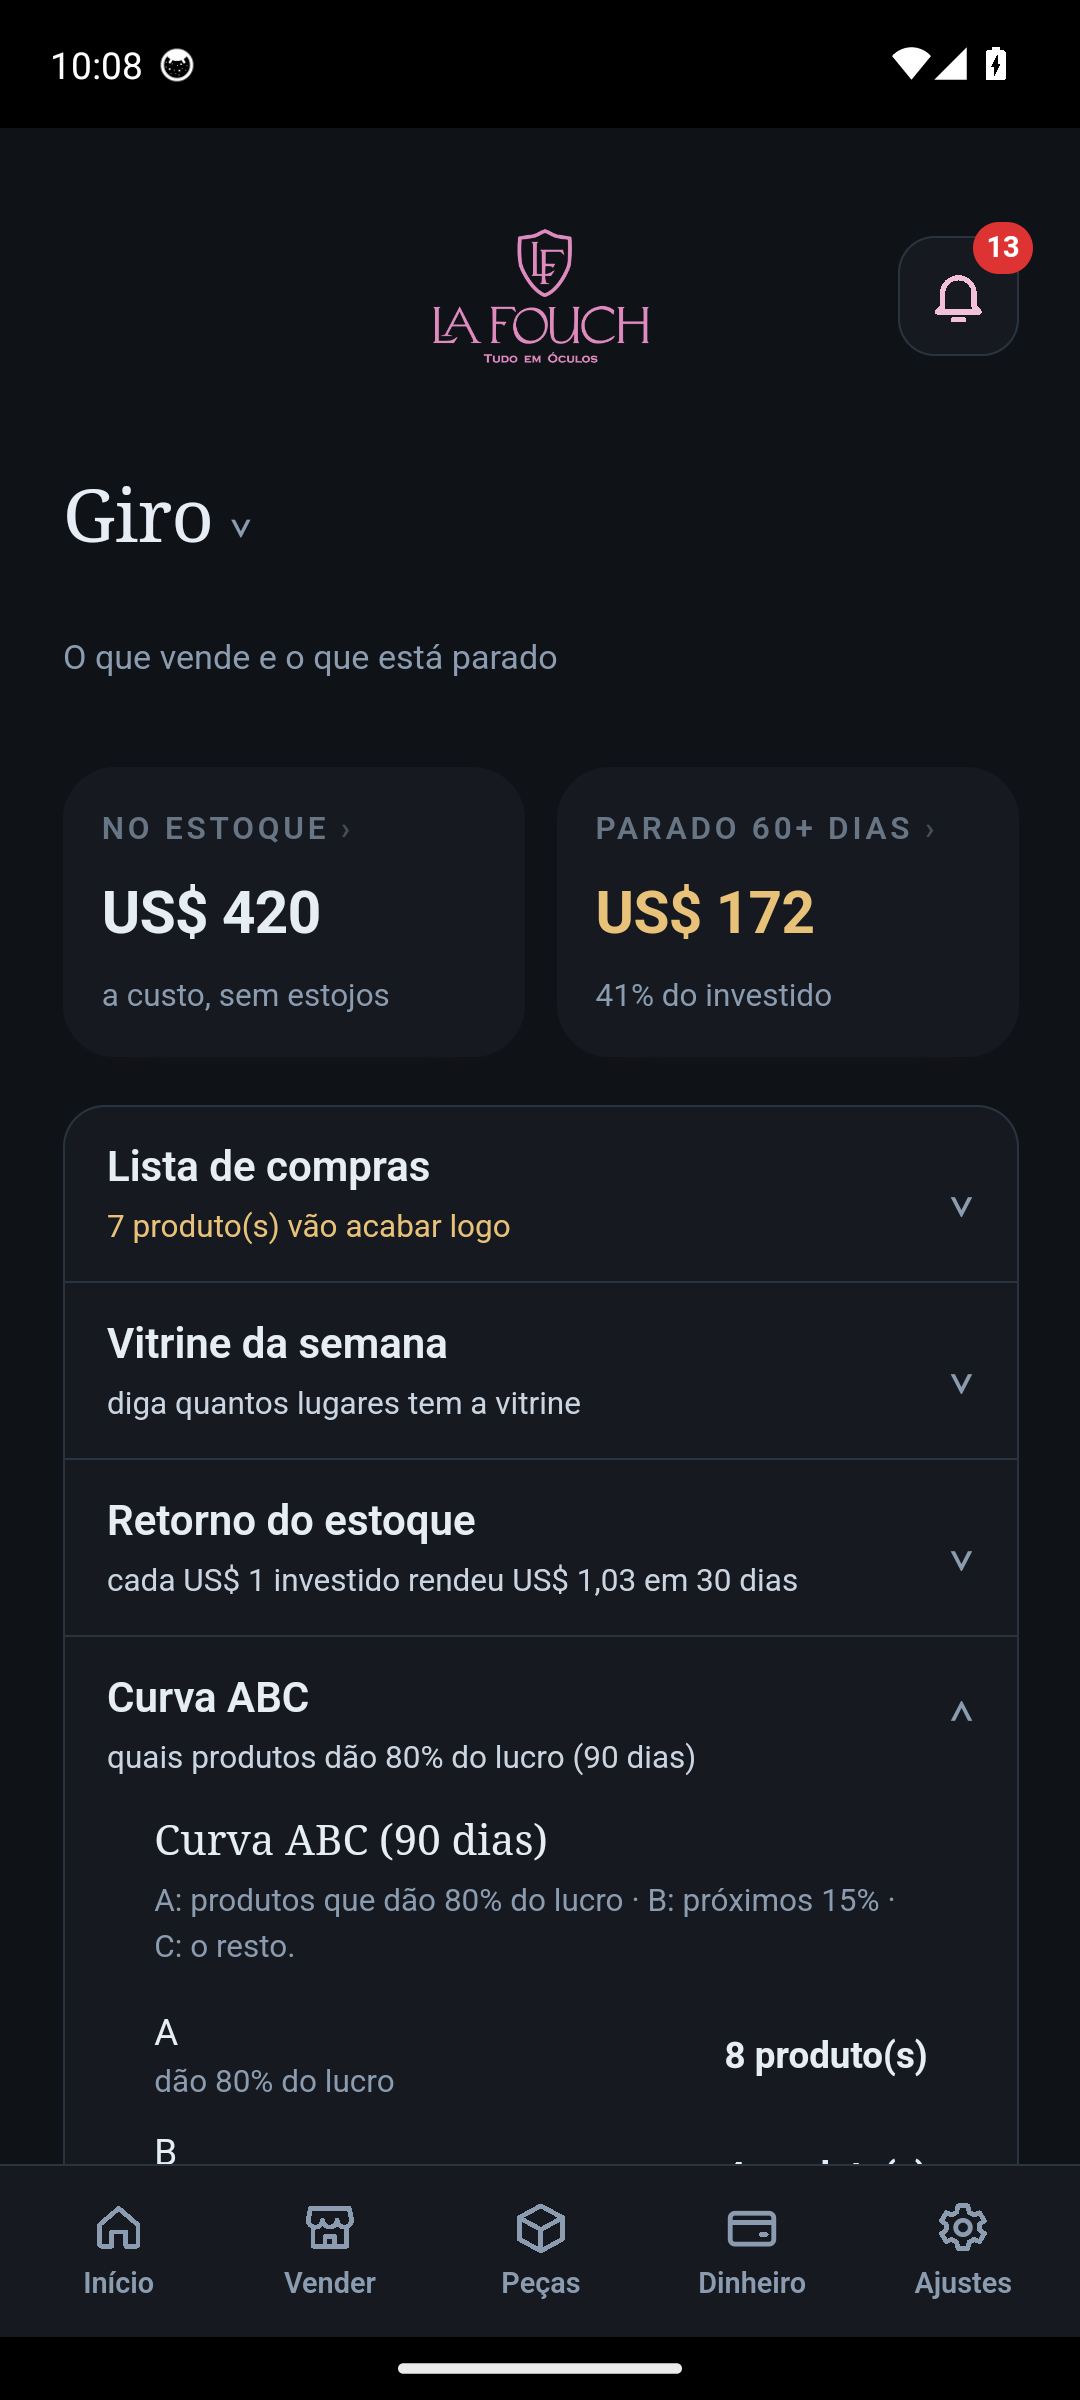 10:08
13
LF
LA FOUCH
TUDO EM ÓCULOS
Giro
O que vende e o que está parado
NO ESTOQUE ›
US$ 420
a custo, sem estojos
PARADO 60+ DIAS ›
US$ 172
41% do investido
Lista de compras
7 produto(s) vão acabar logo
Vitrine da semana
diga quantos lugares tem a vitrine
Retorno do estoque
cada US$ 1 investido rendeu US$ 1,03 em 30 dias
Curva ABC
quais produtos dão 80% do lucro (90 dias)
Curva ABC (90 dias)
A: produtos que dão 80% do lucro · B: próximos 15% ·
C: o resto.
A
8 produto(s)
dão 80% do lucro
B
Início
Vender
Peças
Dinheiro
Ajustes